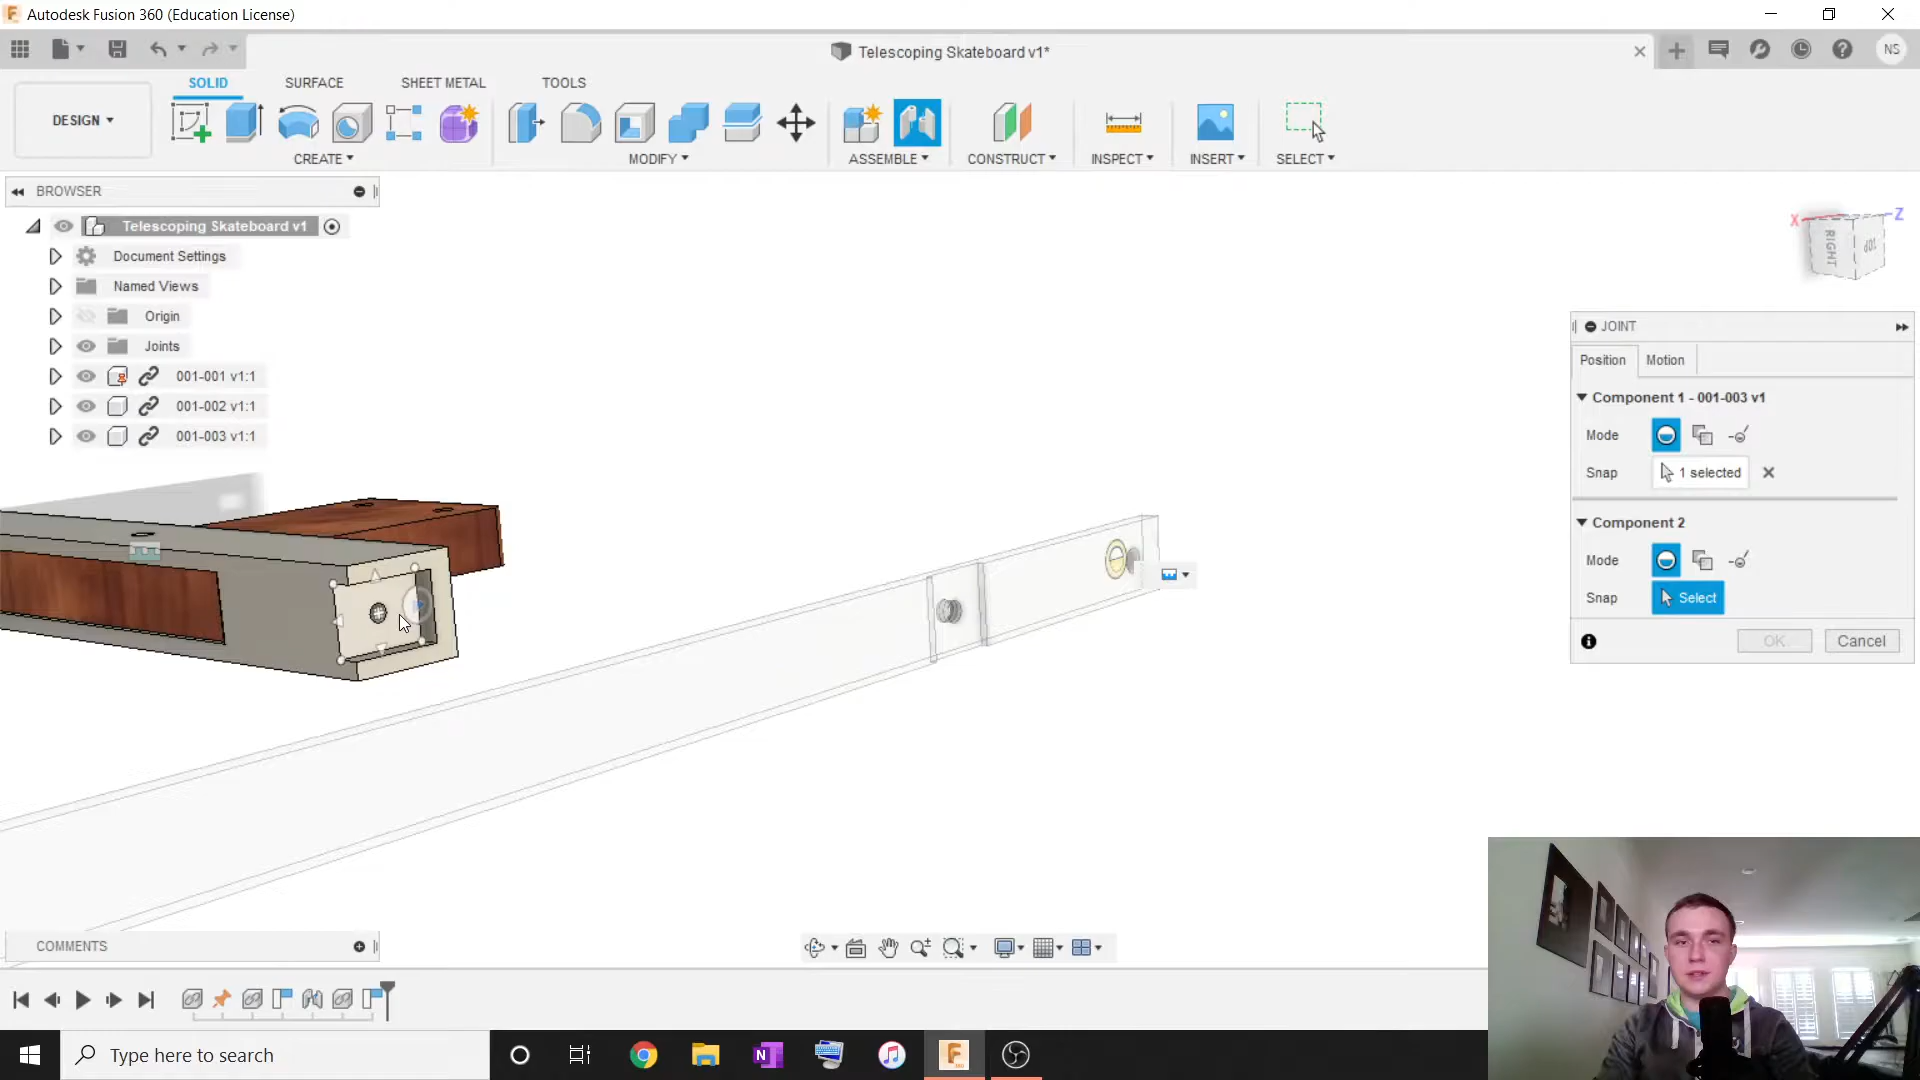 Autodesk Fusion 360 (Education License)
Telescoping Skateboard v1*
NS
DESIGN
SOLID
SURFACE
SHEET METAL
TOOLS
CREATE
MODIFY
ASSEMBLE
CONSTRUCT
INSPECT
INSERT
SELECT
BROWSER
Telescoping Skateboard v1
Document Settings
Named Views
Origin
Joints
001-001 v1:1
001-002 v1:1
001-003 v1:1
X
Z
RIGHT
TOP
JOINT
Position
Motion
Component 1 - 001-003 v1
Mode
Snap
1 selected
Component 2
Mode
Snap
Select
OK
Cancel
COMMENTS
Type here to search